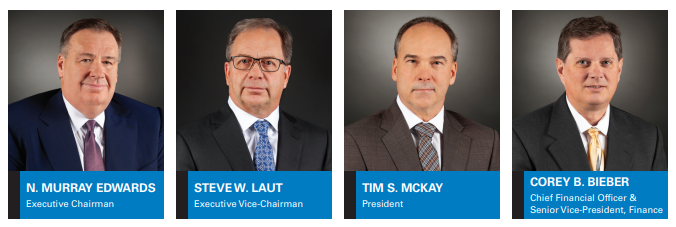 N. MURRAY EDWARDS
Executive Chairman
STEVE W. LAUT
Executive Vice-Chairman
TIM S. MCKAY
President
COREY B. BIEBER
Chief Financial Officer &
Senior Vice-President, Finance